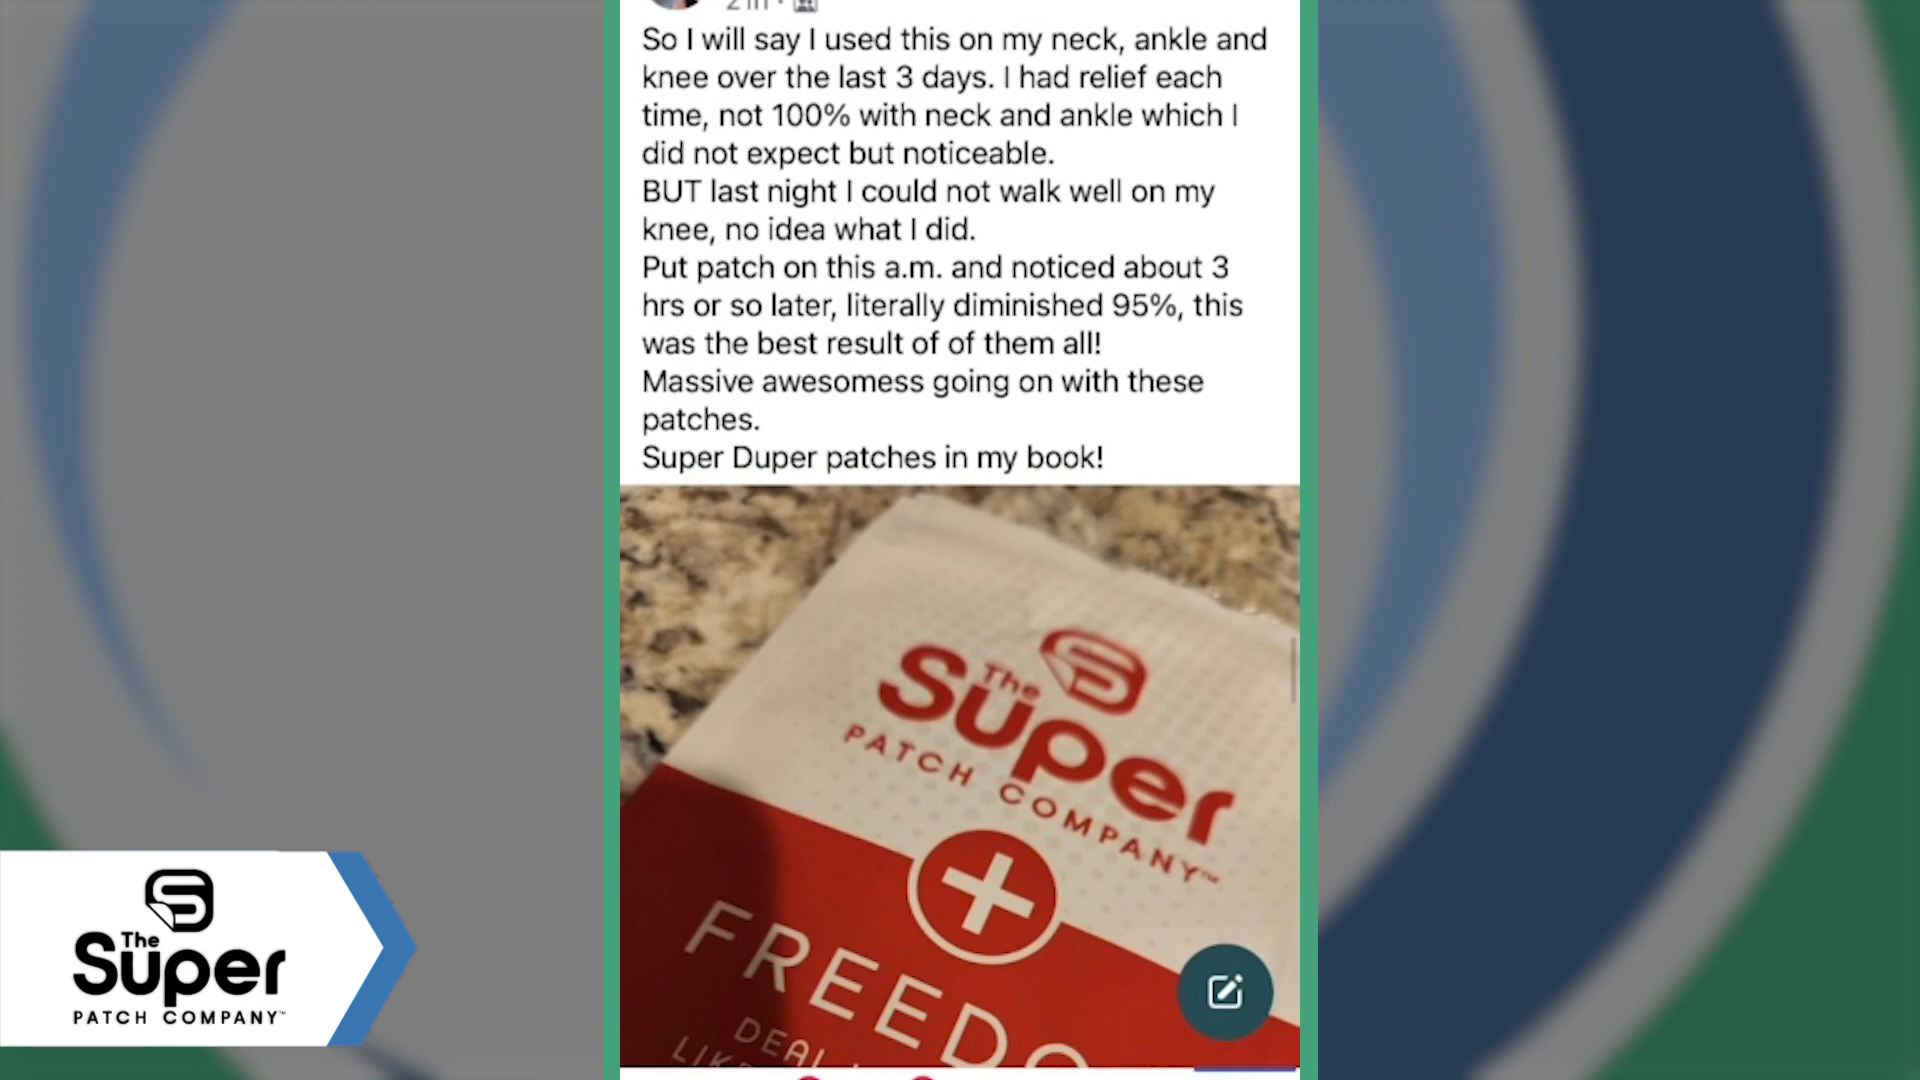 So I will say I used this on my neck, ankle and
knee over the last 3 days. I had relief each
time, not 100% with neck and ankle which I
did not expect but noticeable.
BUT last night I could not walk well on my
knee, no idea what I did.
Put patch on this a.m. and noticed about 3
hrs or so later, literally diminished 95%, this
was the best result of of them all!
Massive awesomess going on with these
patches.
Super Duper patches in my book!
The
Super
PATCH COMPANY™
The
Super
PATCH COMPANY™